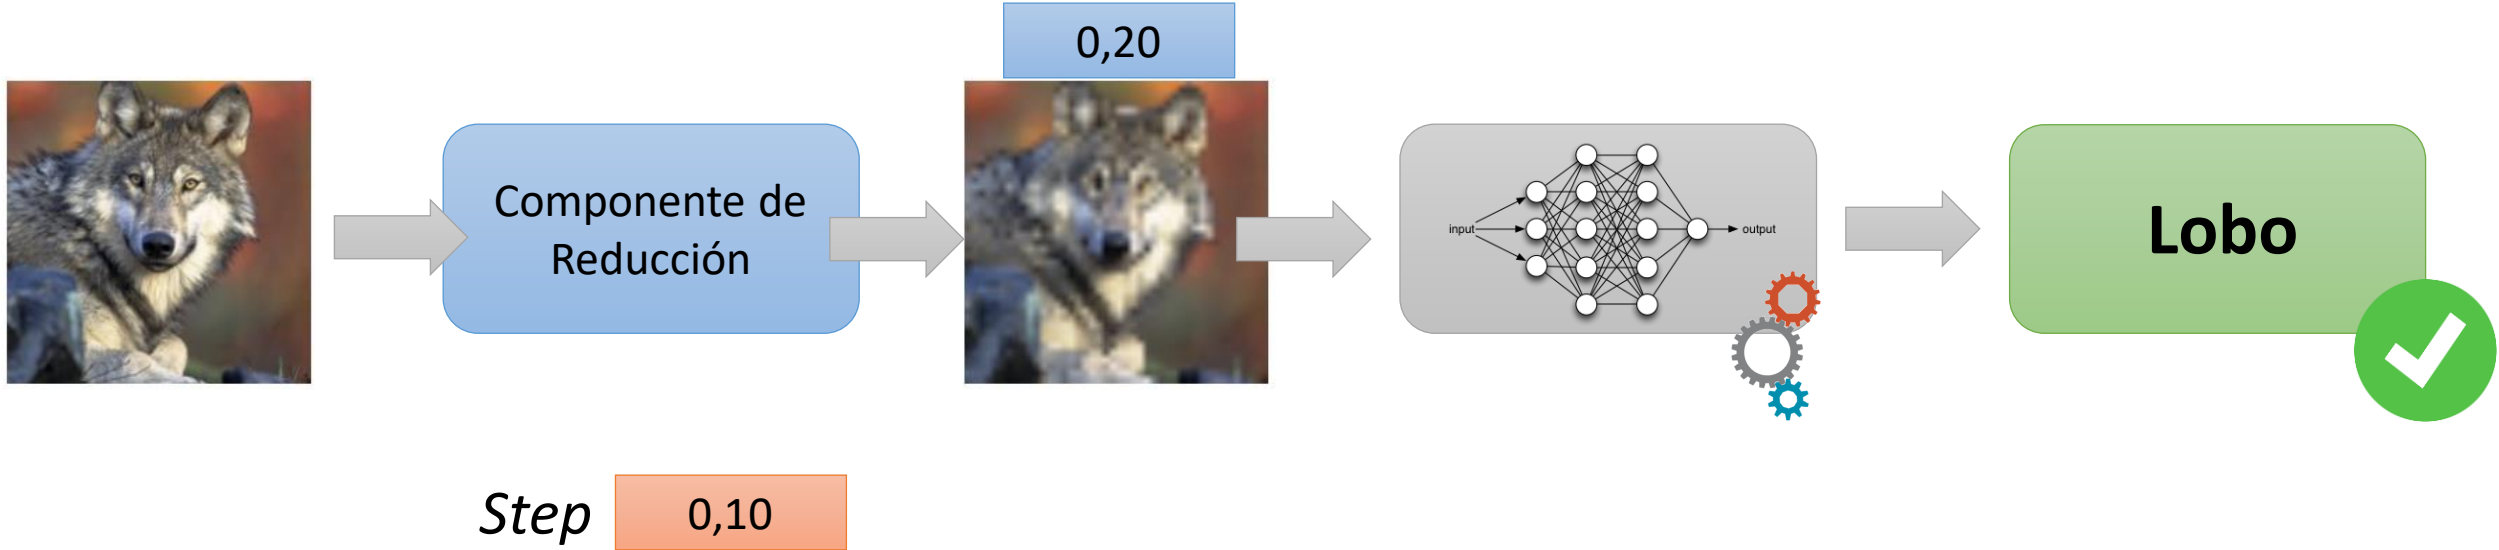 0,20
Componente de
Reducción
input
output
Lobo
Step
0,10